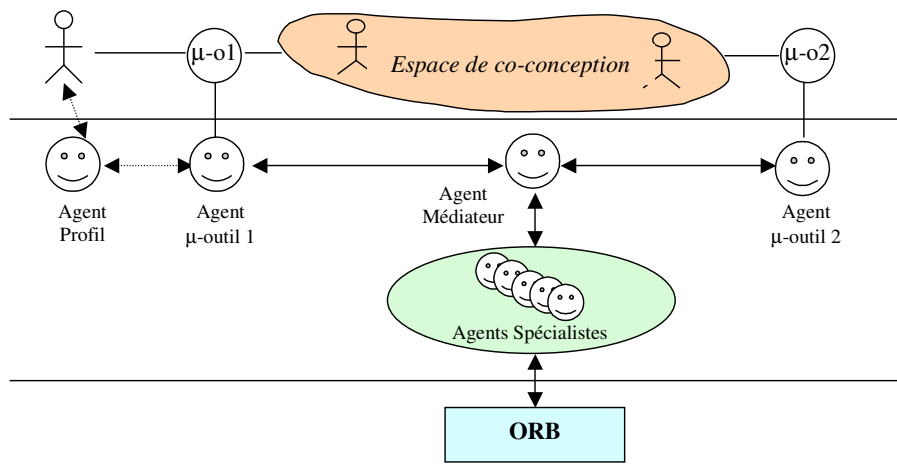 μ-o1
Espace de co-conception
μ-o2
Agent
Profil
Agent
μ-outil 1
Agent
Médiateur
Agent
μ-outil 2
Agents Spécialistes
ORB